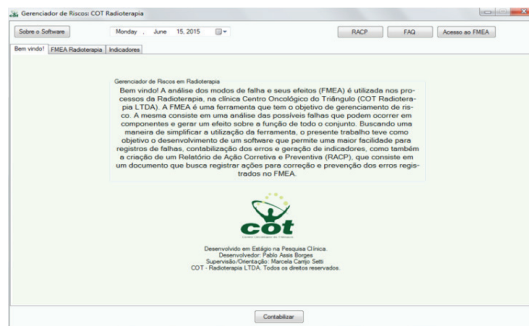 Gerenciador de Riscos: COT Radioterapia
Sobre o Software
Monday , June 15, 2015
RACP
FAQ
Acesso ao FMEA
Bem vindo! FMEA Radioterapia Indicadores
Gerenciador de Risco em Radioterapia
Bem vindo! A análise dos modos de falha e seus efeitos (FMEA) é utilizada nos pro-
cessos da Radioterapia, na clínica Centro Oncológico do Triângulo (COT Radiotera-
pia LTDA). A FMEA é uma ferramenta que tem o objetivo de gerenciamento de ris-
co. A mesma consiste em uma análise das possíveis falhas que podem ocorrer em
componentes e gerar um efeito sobre a função de todo o conjunto. Buscando uma
maneira de simplificar a utilização da ferramenta, o presente trabalho teve como
objetivo o desenvolvimento de um software que permite uma maior facilidade para
registros de falhas, contabilização dos erros e geração de indicadores, como também
a criação de um Relatório de Ação Corretiva e Preventiva (RACP), que consiste em
um documento que busca registrar ações para correção e prevenção dos erros regis-
trados no FMEA.
cot
Desenvolvido em Estágio na Pesquisa Clínica.
Desenvolvedor: Pablo Assis Borges
Supervisão/Orientação: Marcela Carrijo Setti
COT - Radioterapia LTDA. Todos os direitos reservados.
Contabilizar